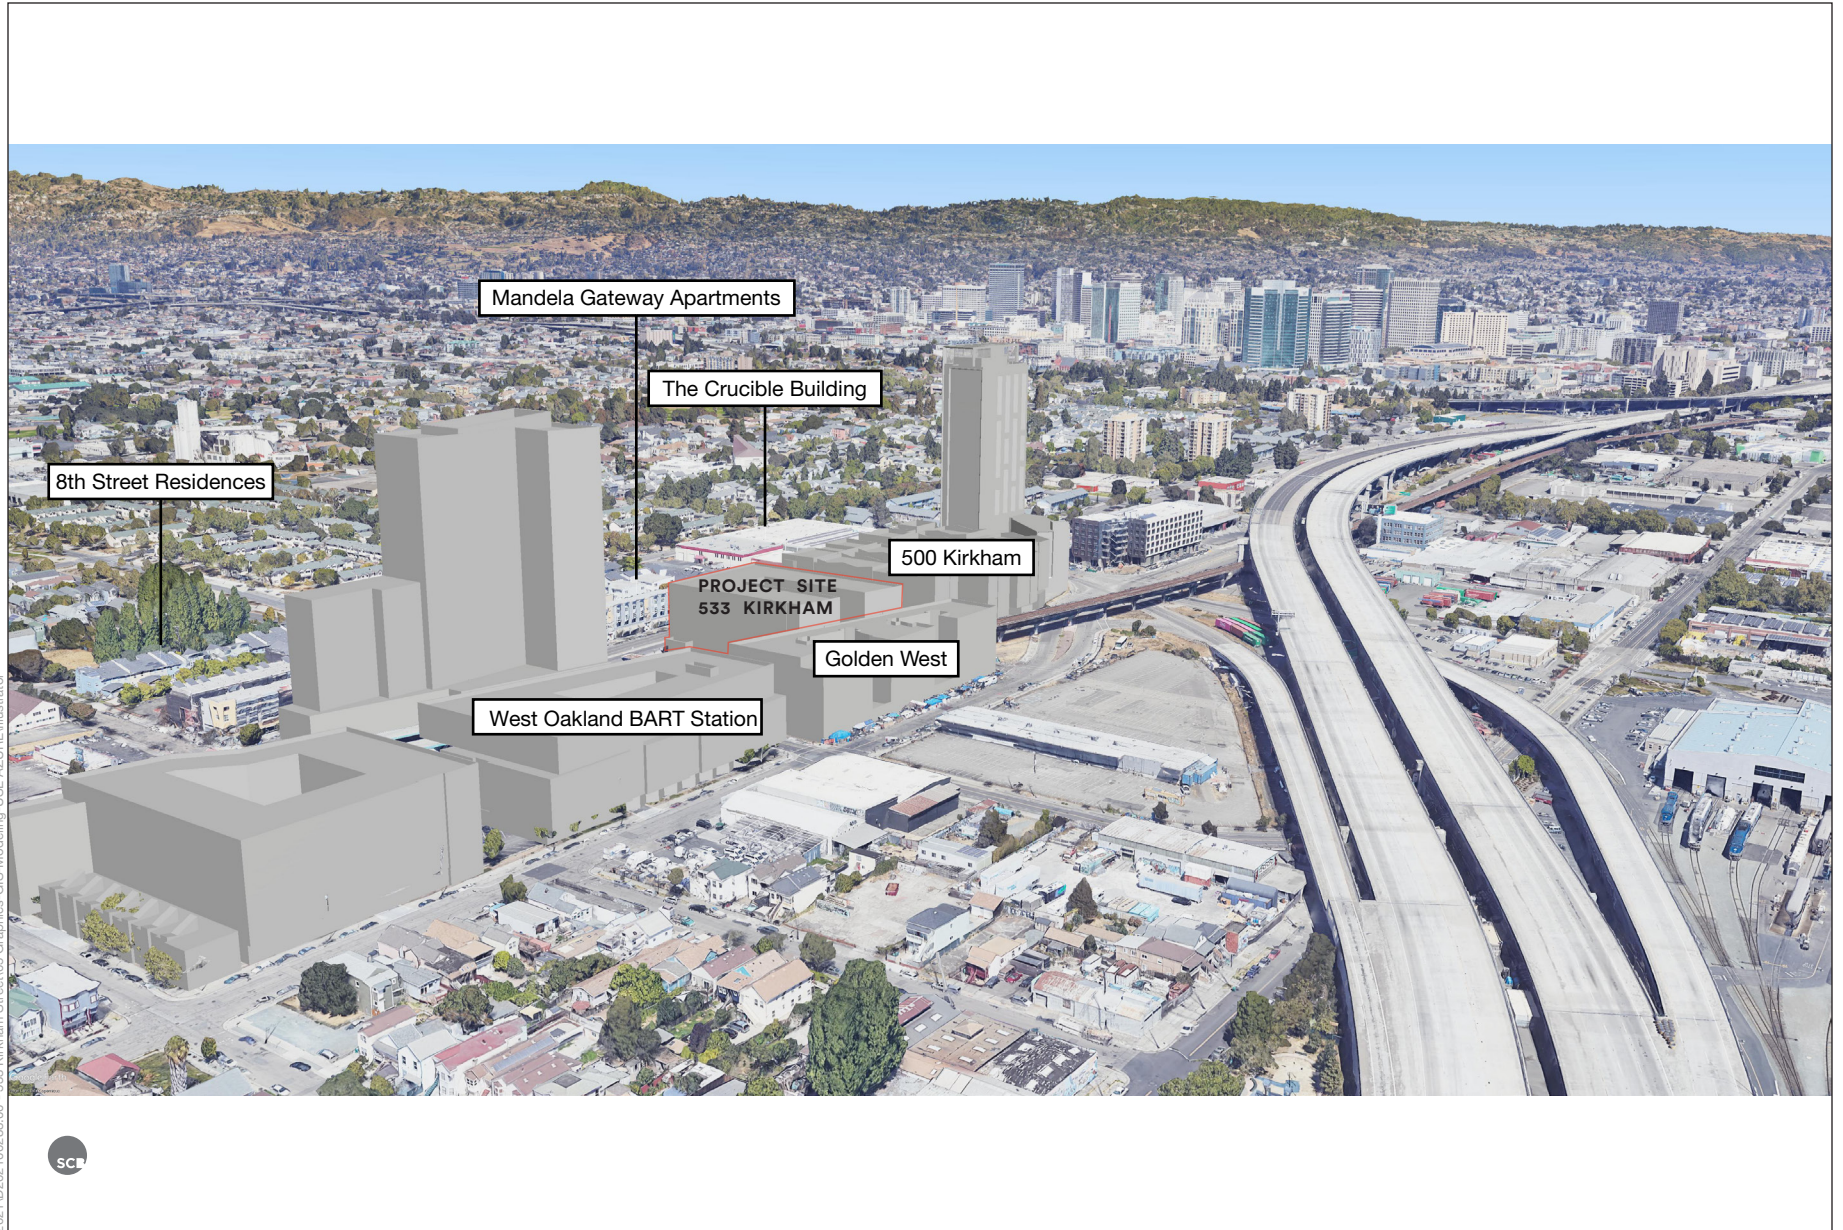 Mandela Gateway Apartments
The Crucible Building
8th Street Residences
500 Kirkham
PROJECT SITE
533 KIRKHAM
Golden West
West Oakland BART Station